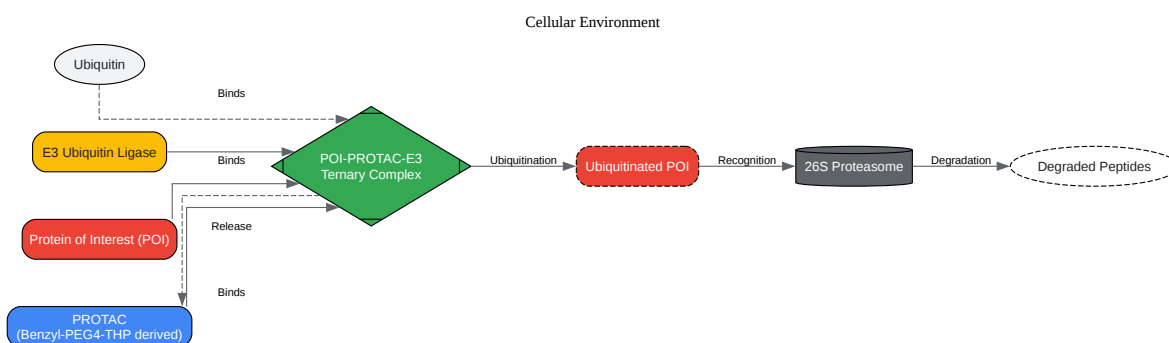 Cellular Environment
Ubiquitin
Binds
E3 Ubiquitin Ligase
Binds
POI-PROTAC-E3
Ternary Complex
Ubiquitination
Ubiquitinated POI
Recognition
26S Proteasome
Degradation
Degraded Peptides
Protein of Interest (POI)
Release
Binds
PROTAC
(Benzyl-PEG4-THP derived)